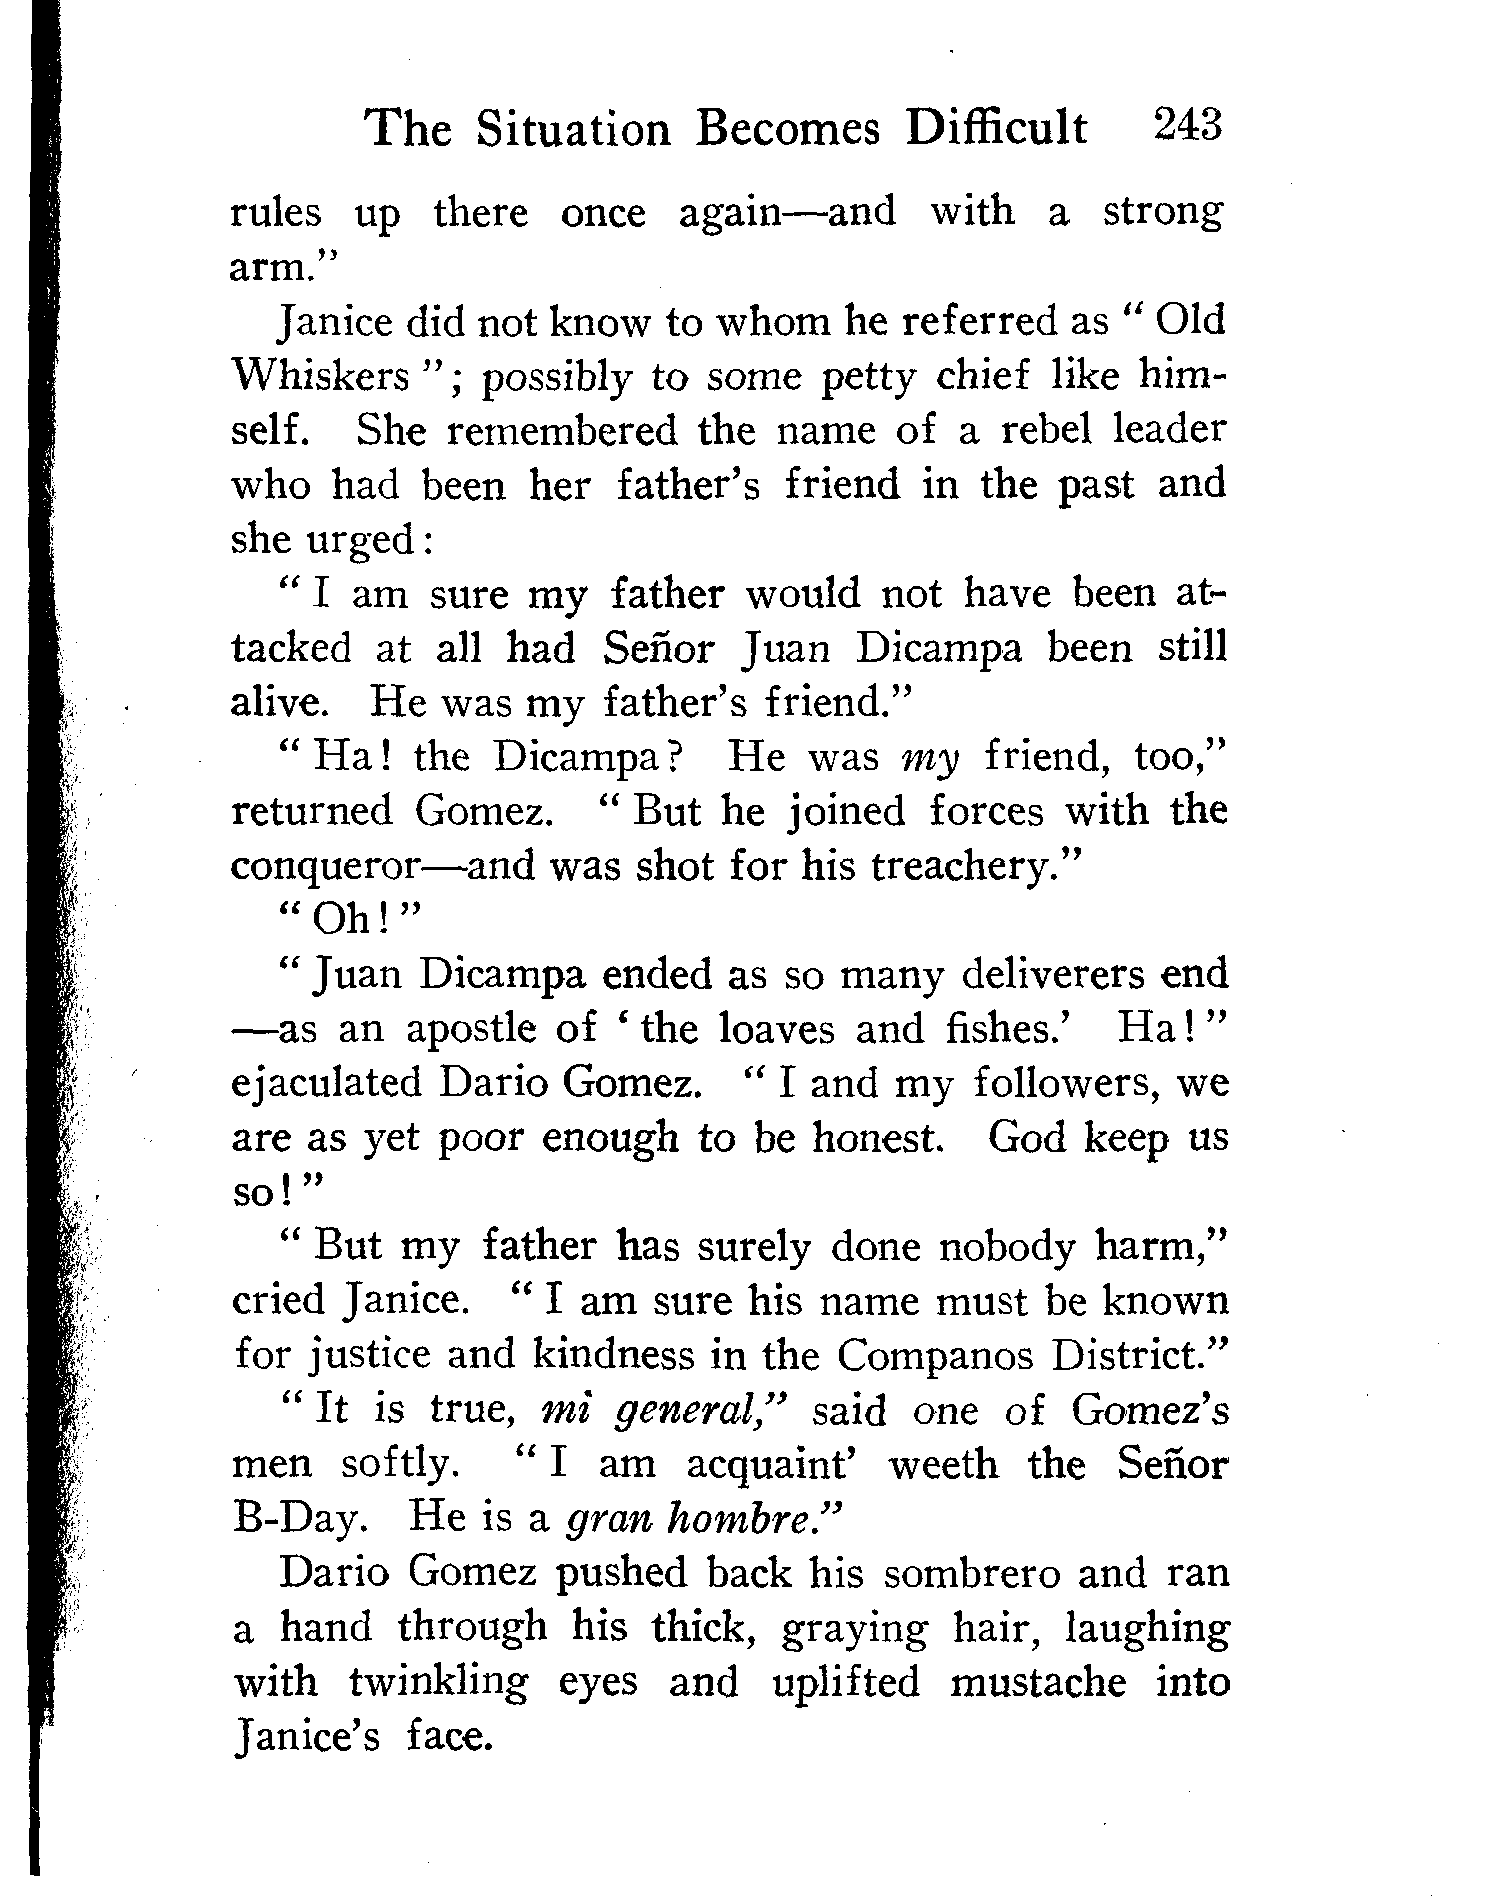 The Situation Becomes Difficult 243
rules up there once again—and with a strong
arm."
Janice did not know to whom he referred as " Old
Whiskers "; possibly to some petty chief like him-
self. She remembered the name of a rebel leader
who had been her father's friend in the past and
she urged:
" I am sure my father would not have been at-
tacked at all had Señor Juan Dicampa been still
alive. He was my father's friend."
" Ha! the Dicampa? He was my friend, too,"
returned Gomez. " But he joined forces with the
conqueror—and was shot for his treachery."
" Oh! "
" Juan Dicampa ended as so many deliverers end
—as an apostle of ' the loaves and fishes.' Ha! "
ejaculated Dario Gomez. " I and my followers, we
are as yet poor enough to be honest. God keep us
so! "
" But my father has surely done nobody harm,"
cried Janice. " I am sure his name must be known
for justice and kindness in the Companos District."
" It is true, mi general," said one of Gomez's
men softly. " I am acquaint' weeth the Señor
B-Day. He is a gran hombre."
Dario Gomez pushed back his sombrero and ran
a hand through his thick, graying hair, laughing
with twinkling eyes and uplifted mustache into
Janice's face.